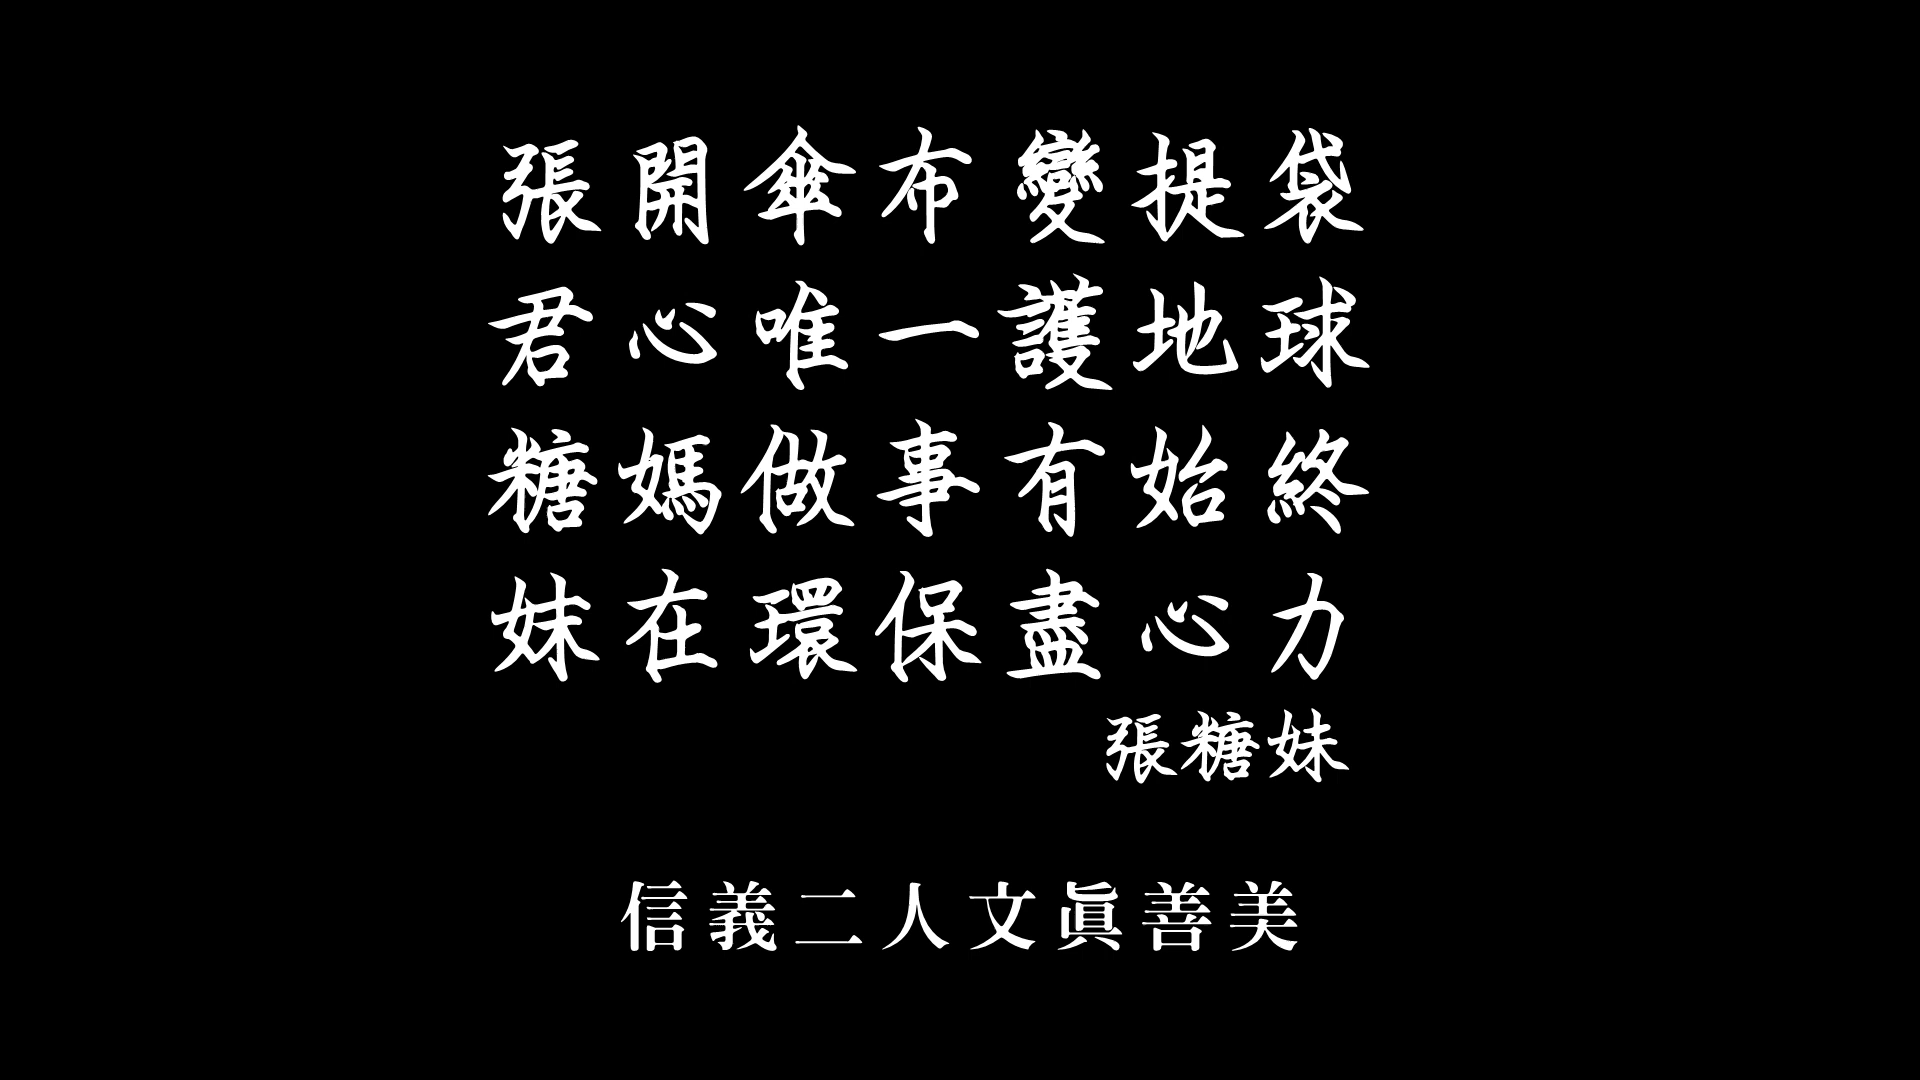 張開傘布變提袋
君心唯一護地球
糖媽做事有始終
妹在環保盡心力
張糖妹
信義二人文眞善美